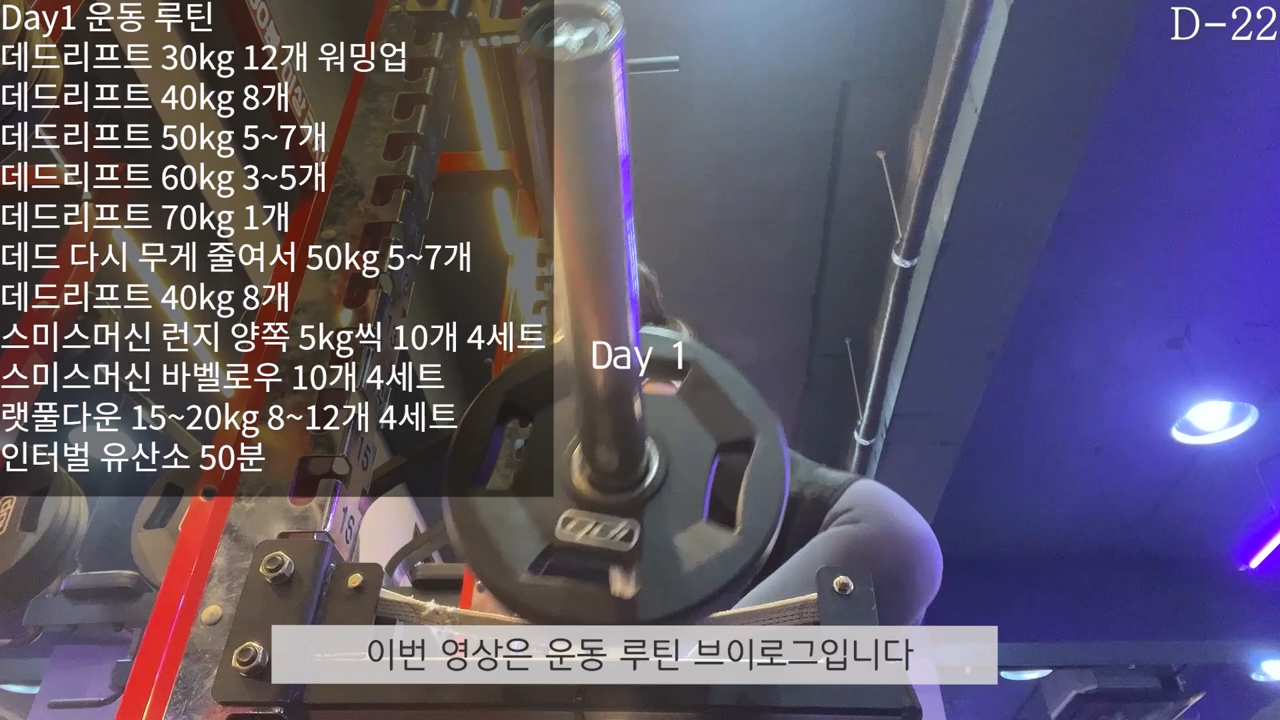 Day1 운동 루틴
데드리프트 30kg 12개 워밍업
데드리프트 40kg 8개
데드리프트 50kg 5~7개
데드리프트 60kg 3~5개
데드리프트 70kg 1개
데드 다시 무게 줄여서 50kg 5~7개
데드리프트 40kg 8개
스미스머신 런지 양쪽 5kg씩 10개 4세트
스미스머신 바벨로우 10개 4세트
랫풀다운 15~20kg 8~12개 4세트
인터벌 유산소 50분
D-22
Day 1
15
16
이번 영상은 운동 루틴 브이로그입니다